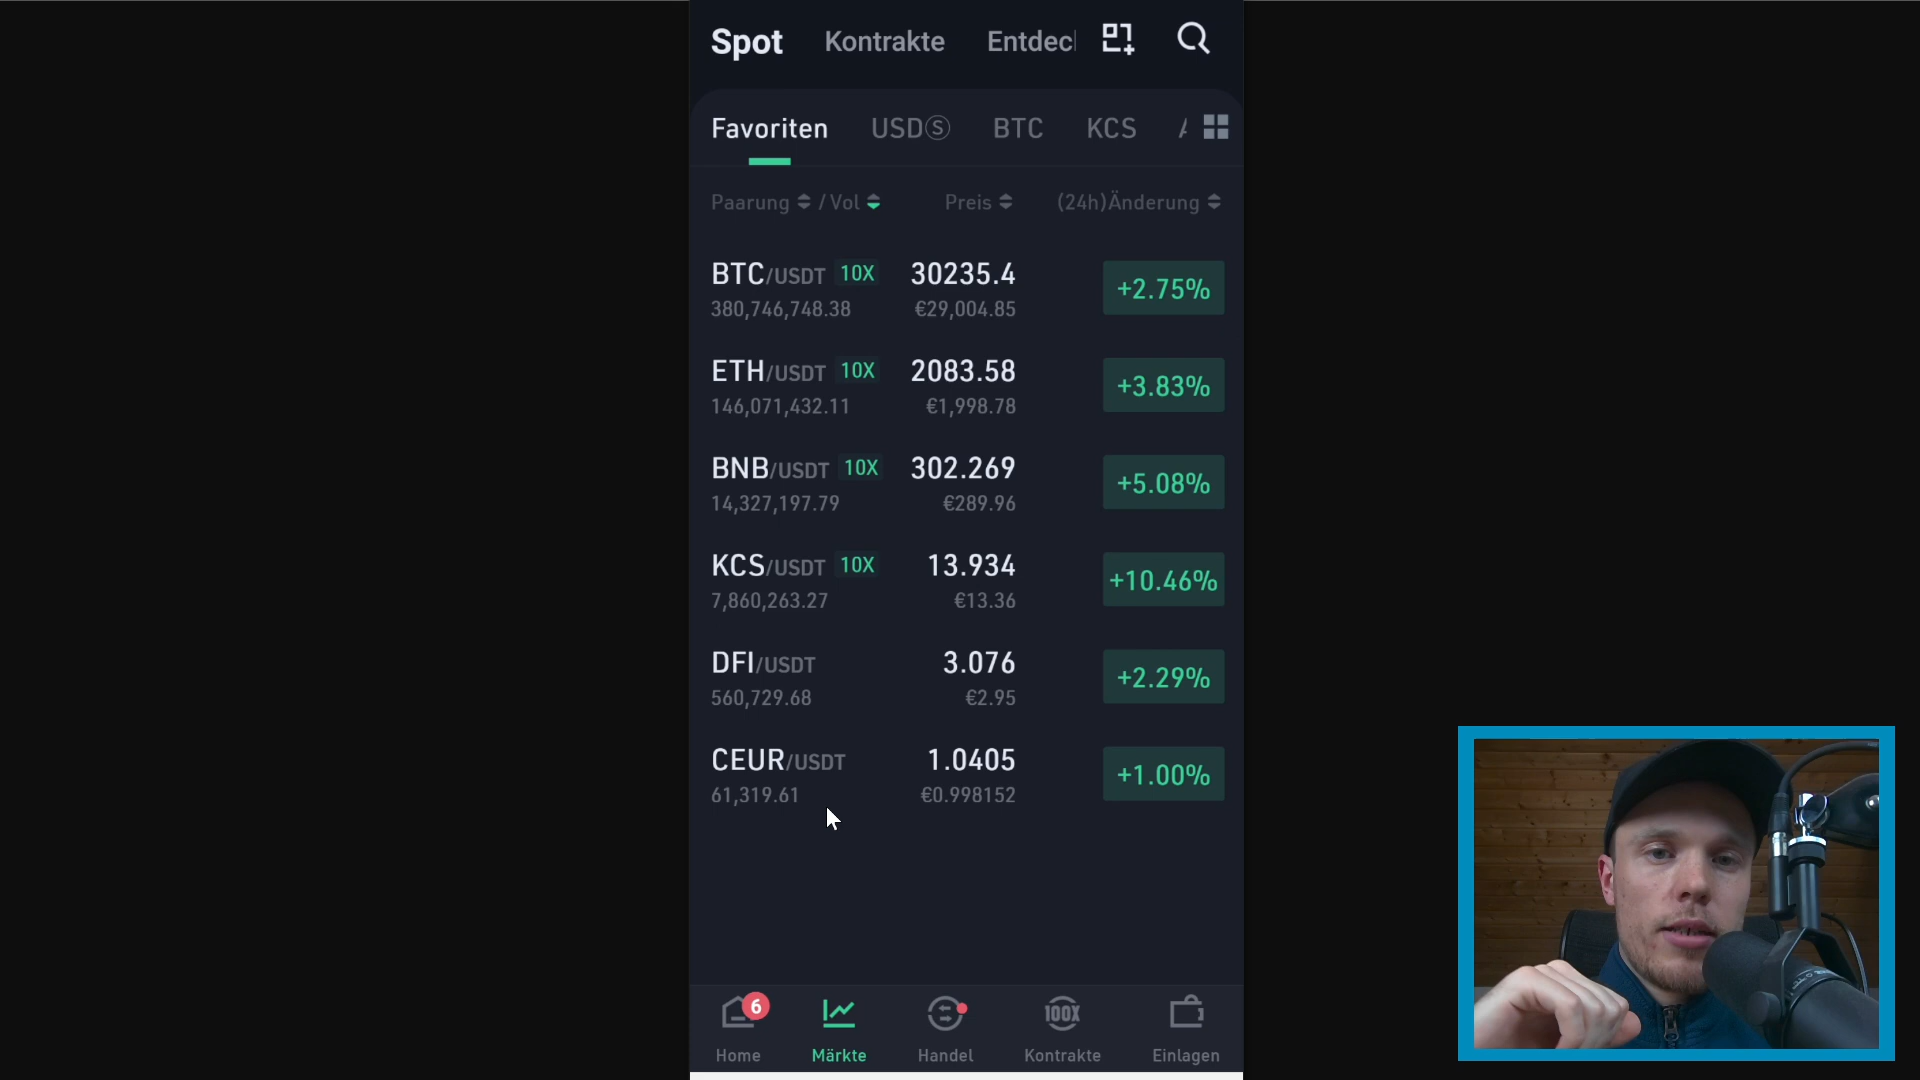 Spot Kontrakte Entdec
Favoriten USDⓈ BTC KCS
Paarung / Vol Preis (24h)Änderung
BTC/USDT 10X 30235.4 +2.75%
380,746,748.38 €29,004.85
ETH/USDT 10X 2083.58 +3.83%
146,071,432.11 €1,998.78
BNB/USDT 10X 302.269 +5.08%
14,327,197.79 €289.96
KCS/USDT 10X 13.934 +10.46%
7,860,263.27 €13.36
DFI/USDT 3.076 +2.29%
560,729.68 €2.95
CEUR/USDT 1.0405 +1.00%
61,319.61 €0.998152
6 100X
Home Märkte Handel Kontrakte Einlagen